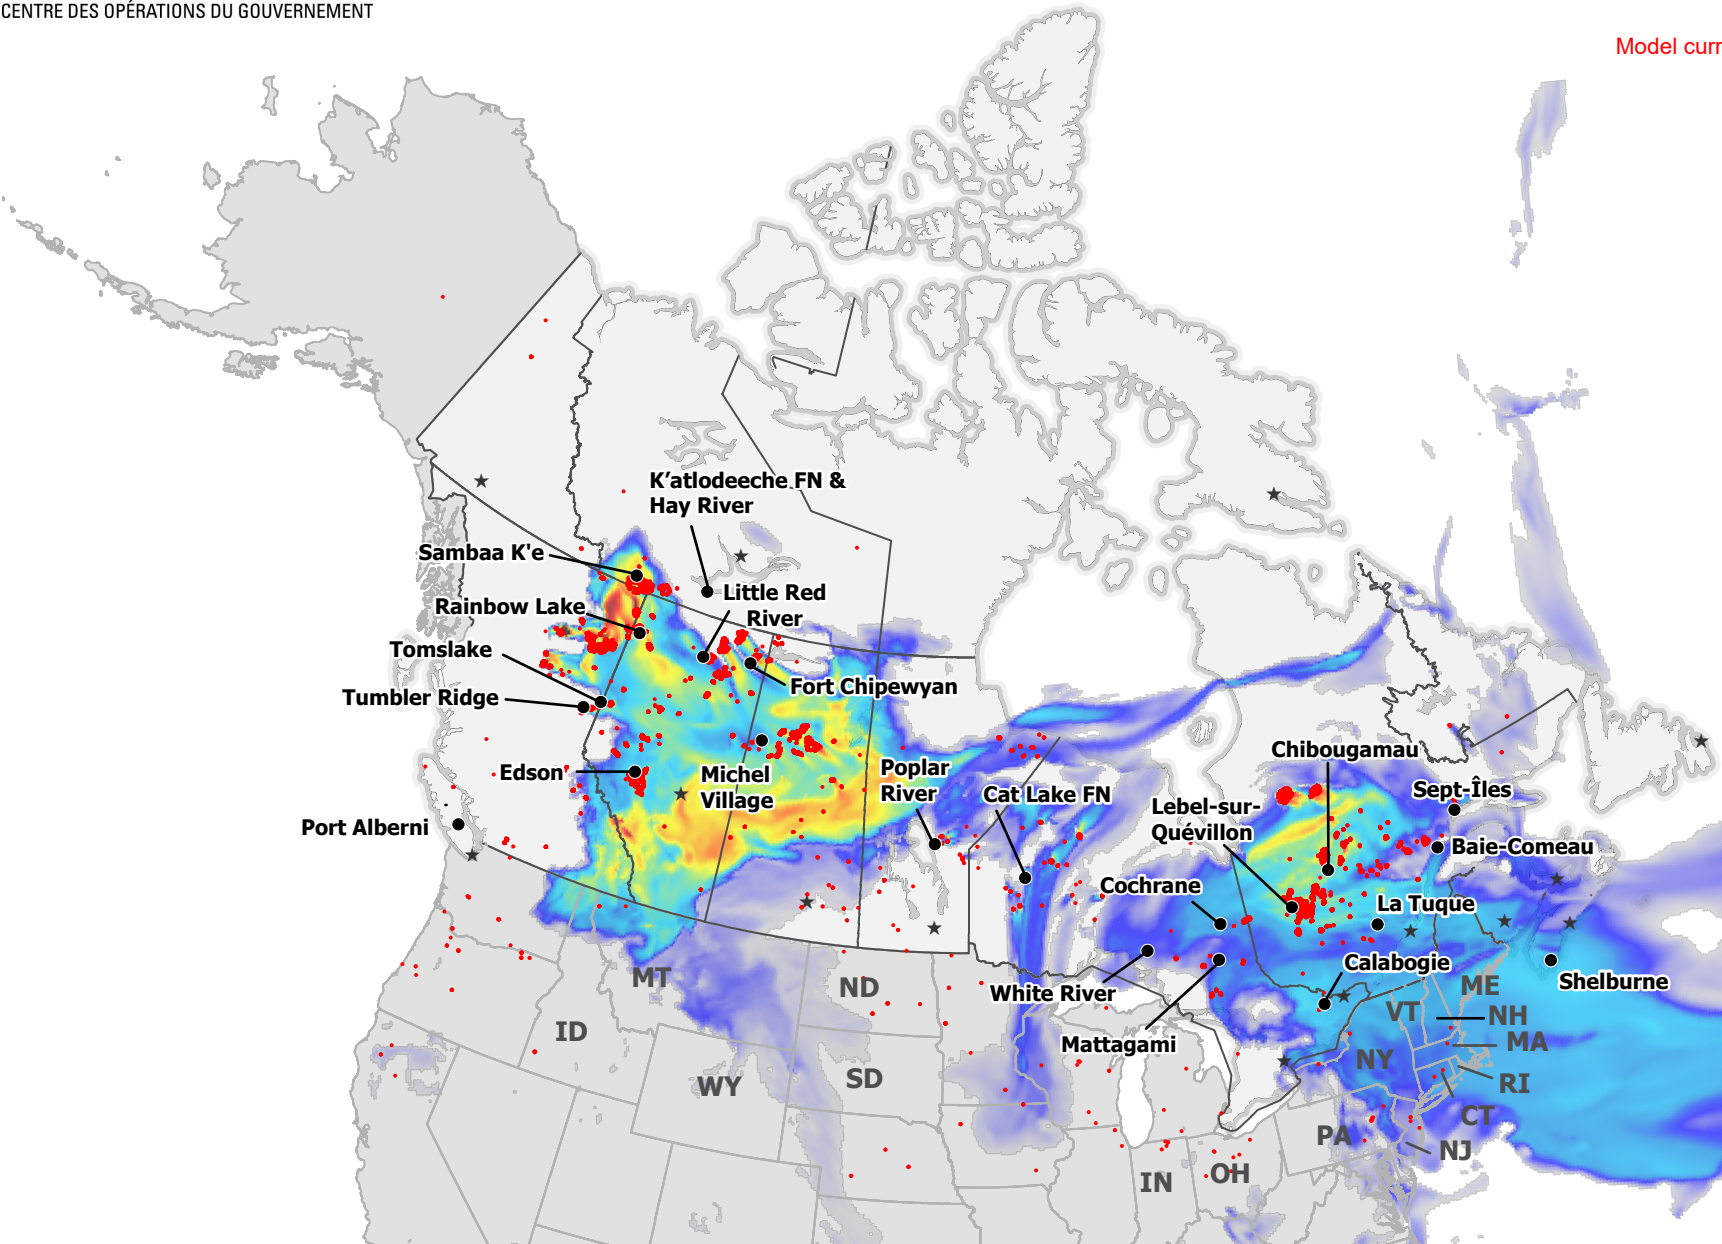 CENTRE DES OPÉRATIONS DU GOUVERNEMENT
Model curr
K'atlodeeche FN &
Hay River
Sambaa K'e
Little Red
River
Rainbow Lake
Tomslake
Fort Chipewyan
Tumbler Ridge
Chibougamau
Edson
Michel
Village
Poplar
River
Cat Lake FN
Sept-Îles
Lebel-sur-
Quévillon
Port Alberni
Baie-Comeau
Cochrane
La Tuque
Calabogie
White River
Shelburne
Mattagami
MT
ND
ME
VT
NH
ID
MA
NY
WY
SD
RI
CT
PA
NJ
IN
OH